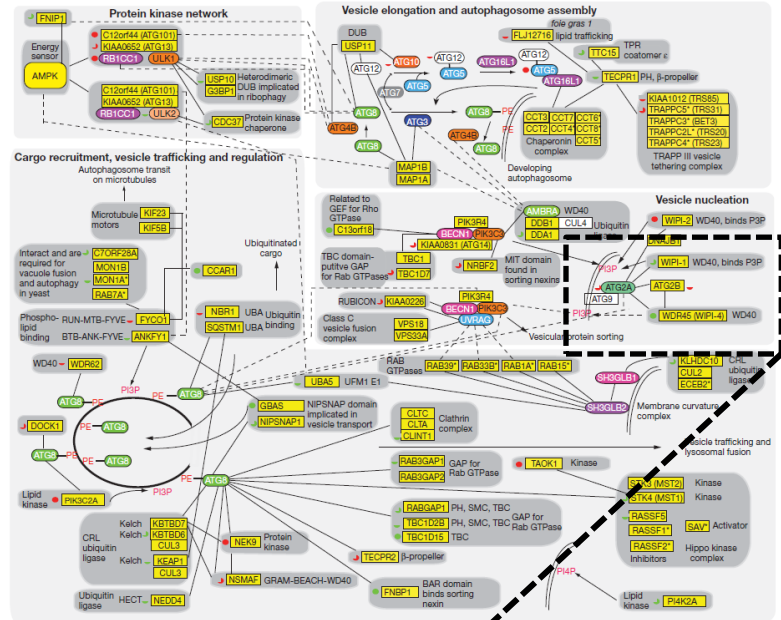 Protein kinase network
FNIP1
Energy
sensor
AMPK
C12orf44 (ATG101)
KIAA0652 (ATG13)
RB1CC1
ULK1
USP10
G3BP1
Heterodimeric
DUB implicated
in ribophagy
C12orf44 (ATG101)
KIAA0652 (ATG13)
RB1CC1
ULK2
CDC37
Protein kinase
chaperone
Vesicle elongation and autophagosome assembly
DUB
USP11
ATG12
ATG10
ATG7
ATG12
ATG5
ATG16L1
ATG12
ATG5
ATG16L1
fole gras 1
FLJ12716
lipid trafficking
TTC15
TPR
coatomer ε
TECPR1
PH, β-propeller
ATG4B
ATG8
ATG3
ATG8
PE
ATG4B
PE
ATG8
ATG8
MAP1B
MAP1A
Developing
autophagosome
CCT3
CCT7
CCT6*
CCT2
CCT4*
CCT8*
CCT5*
Chaperonin
complex
KIAA1012 (TRS85)
TRAPPC5* (TRS31)
TRAPPC3* (BET3)
TRAPPC2L* (TRS20)
TRAPPC4* (TRS23)
TRAPP III vesicle
tethering complex
Cargo recruitment, vesicle trafficking and regulation
Autophagosome transit
on microtubules
Microtubule
motors
KIF23
KIF5B
Ubiquitinated
cargo
Interact and are
required for
vacuole fusion
and autophagy
in yeast
C7ORF28A
MON1B
MON1A*
RAB7A*
CCAR1
Phospho-
lipid
binding
RUN-MTB-FYVE
FYCO1
BTB-ANK-FYVE
ANKFY1
NBR1
UBA
SQSTM1
UBA
Ubiquitin
binding
WD40
WDR62
PI3P
ATG8
PE
PE
ATG8
DOCK1
PE
ATG8
ATG8
PE
PE
ATG8
Lipid
kinase
PIK3C2A
PI3P
PE
ATG8
UBA5
UFM1 E1
GBAS
NIPSNAP1
NIPSNAP domain
implicated in
vesicle transport
CRL
ubiquitin
ligase
Kelch
KBTBD7
Kelch
KBTBD6
CUL3
Kelch
KEAP1
CUL3
Ubiquitin
ligase
HECT
NEDD4
NEK9
Protein
kinase
NSMAF
GRAM-BEACH-WD40
CLTC
CLTA
CLINT1
Clathrin
complex
RAB3GAP1
RAB3GAP2
GAP for
Rab GTPase
RABGAP1
PH, SMC, TBC
TBC1D2B
PH, SMC, TBC
TBC1D15
TBC
GAP for
Rab GTPase
TECPR2
β-propeller
FNBP1
BAR domain
binds sorting
nexin
Vesicle nucleation
Related to
GEF for Rho
GTPase
C13orf18
TBC domain-
putative GAP
for Rab GTPases
TBC1
TBC1D7
PIK3R4
BECN1
PIK3C3
KIAA0831 (ATG14)
NRBF2
MIT domain
found in
sorting nexins
AMBRA
WD40
DDB1
CUL4
DDA1
Ubiquitin
WIPI-2
WD40, binds P3P
DNAJB1
WIPI-1
WD40, binds P3P
PI3P
ATG2A
ATG2B
ATG9
PI3P
WDR45 (WIPI-4)
WD40
RUBICON
KIAA0226
PIK3R4
BECN1
PIK3C3
UVRAG
Class C
vesicle fusion
complex
VPS18
VPS33A
Vesicular protein sorting
RAB
GTPases
RAB39*
RAB33B*
RAB1A*
RAB15*
SH3GLB1
SH3GLB2
Membrane curvature
complex
KLHDC10
CUL2
ECEB2*
CRL
ubiquitin
ligase
Vesicle trafficking and
lysosomal fusion
TAOK1
Kinase
STK3 (MST2)
Kinase
STK4 (MST1)
Kinase
RASSF5
RASSF1*
RASSF2*
Inhibitors
SAV*
Activator
Hippo kinase
complex
PI4P
Lipid
kinase
PI4K2A